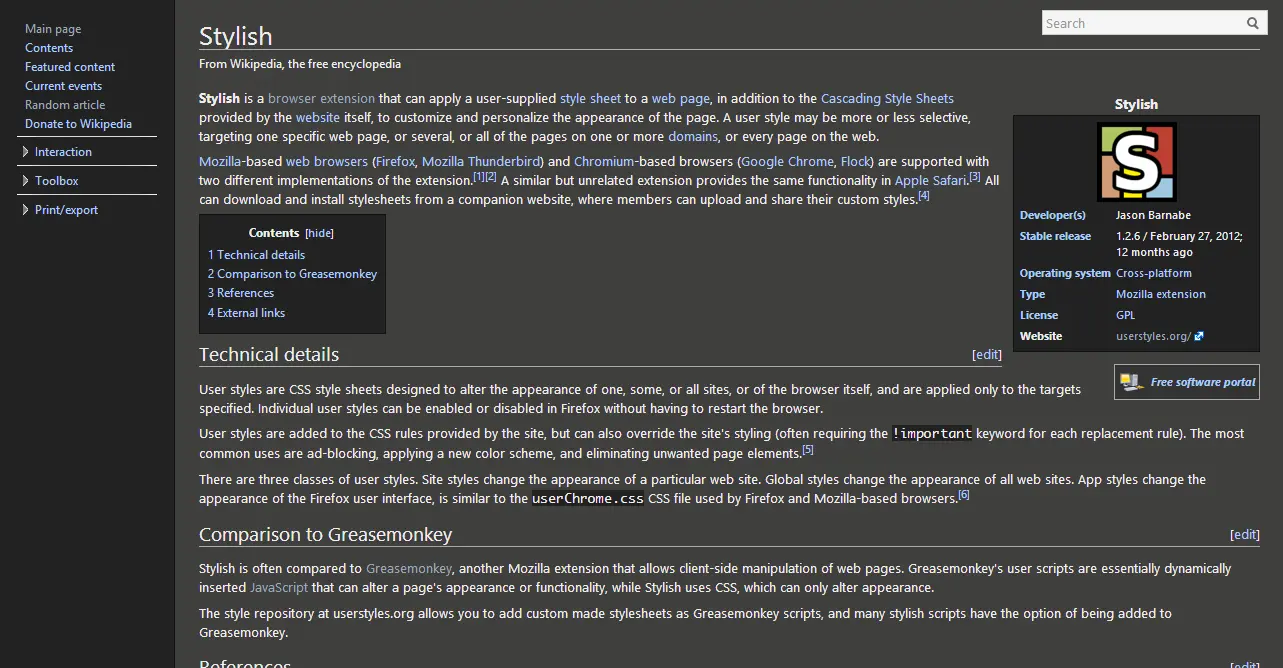 Main page
Contents
Featured content
Current events
Random article
Donate to Wikipedia
Interaction
Toolbox
Print/export
Search
Stylish
From Wikipedia, the free encyclopedia
Stylish is a browser extension that can apply a user-supplied style sheet to a web page, in addition to the Cascading Style Sheets
provided by the website itself, to customize and personalize the appearance of the page. A user style may be more or less selective,
targeting one specific web page, or several, or all of the pages on one or more domains, or every page on the web.
Mozilla-based web browsers (Firefox, Mozilla Thunderbird) and Chromium-based browsers (Google Chrome, Flock) are supported with
two different implementations of the extension.[1][2] A similar but unrelated extension provides the same functionality in Apple Safari.[3] All
can download and install stylesheets from a companion website, where members can upload and share their custom styles.[4]
Stylish
S
Developer(s) Jason Barnabe
Stable release 1.2.6 / February 27, 2012;
12 months ago
Operating system Cross-platform
Type Mozilla extension
License GPL
Website userstyles.org/
Free software portal
Contents [hide]
1 Technical details
2 Comparison to Greasemonkey
3 References
4 External links
Technical details [edit]
User styles are CSS style sheets designed to alter the appearance of one, some, or all sites, or of the browser itself, and are applied only to the targets
specified. Individual user styles can be enabled or disabled in Firefox without having to restart the browser.
User styles are added to the CSS rules provided by the site, but can also override the site's styling (often requiring the !important keyword for each replacement rule). The most
common uses are ad-blocking, applying a new color scheme, and eliminating unwanted page elements.[5]
There are three classes of user styles. Site styles change the appearance of a particular web site. Global styles change the appearance of all web sites. App styles change the
appearance of the Firefox user interface, is similar to the userChrome.css CSS file used by Firefox and Mozilla-based browsers.[6]
Comparison to Greasemonkey [edit]
Stylish is often compared to Greasemonkey, another Mozilla extension that allows client-side manipulation of web pages. Greasemonkey's user scripts are essentially dynamically
inserted JavaScript that can alter a page's appearance or functionality, while Stylish uses CSS, which can only alter appearance.
The style repository at userstyles.org allows you to add custom made stylesheets as Greasemonkey scripts, and many stylish scripts have the option of being added to
Greasemonkey.
References [edit]